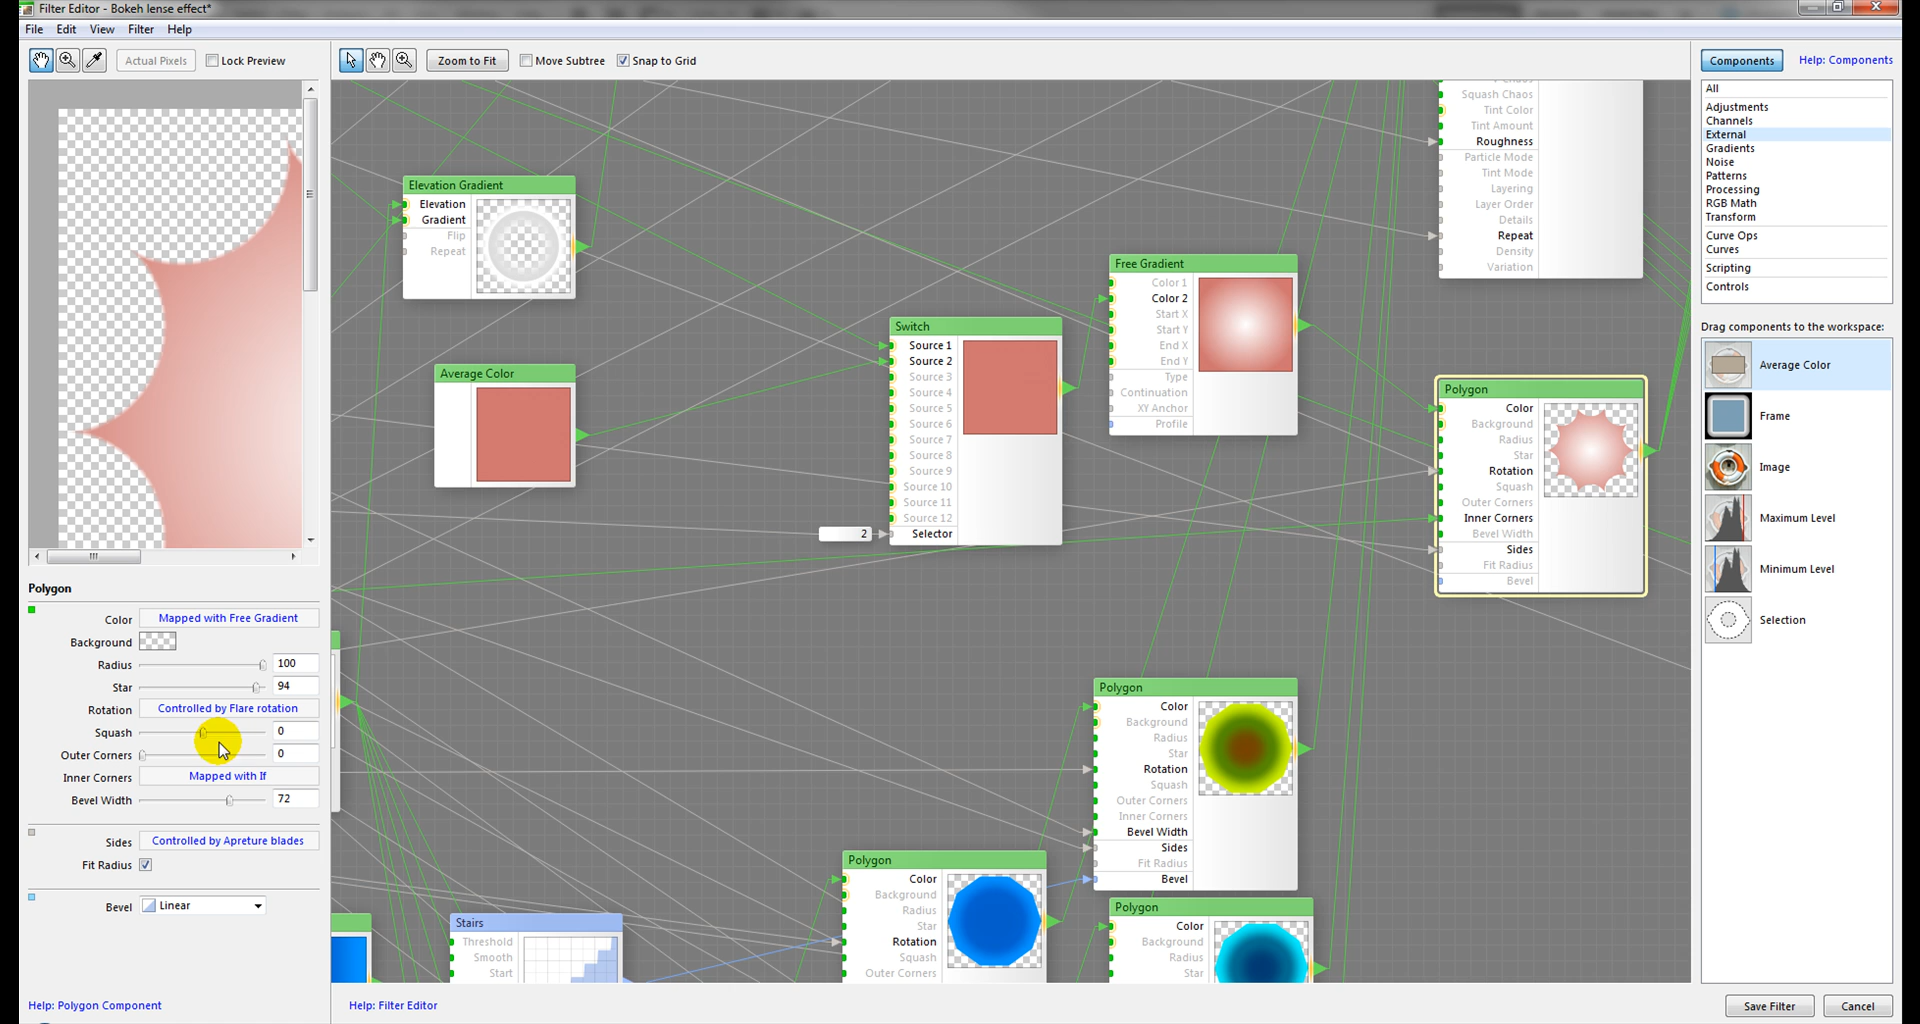 Filter Editor - Bokeh lense effect*
File Edit View Filter Help
Actual Pixels Lock Preview
Zoom to Fit Move Subtree Snap to Grid
Components Help: Components
All
Adjustments
Channels
External
Gradients
Noise
Patterns
Processing
RGB Math
Transform
Curve Ops
Curves
Scripting
Controls
Drag components to the workspace:
Average Color
Frame
Image
Maximum Level
Minimum Level
Selection
Squash Chaos
Tint Color
Tint Amount
Roughness
Particle Mode
Tint Mode
Layering
Layer Order
Details
Repeat
Density
Variation
Elevation Gradient
Elevation
Gradient
Flip
Repeat
Average Color
Switch
Source 1
Source 2
Source 3
Source 4
Source 5
Source 6
Source 7
Source 8
Source 9
Source 10
Source 11
Source 12
2 Selector
Free Gradient
Color 1
Color 2
Start X
Start Y
End X
End Y
Type
Continuation
XY Anchor
Profile
Polygon
Color
Background
Radius
Star
Rotation
Squash
Outer Corners
Inner Corners
Bevel Width
Sides
Fit Radius
Bevel
Polygon
Color
Background
Radius
Star
Rotation
Squash
Outer Corners
Inner Corners
Bevel Width
Sides
Fit Radius
Bevel
Polygon
Color
Background
Radius
Star
Rotation
Squash
Outer Corners
Polygon
Color
Background
Radius
Star
Stairs
Threshold
Smooth
Start
Polygon
Color Mapped with Free Gradient
Background
Radius 100
Star 94
Rotation Controlled by Flare rotation
Squash 0
Outer Corners 0
Inner Corners Mapped with If
Bevel Width 72
Sides Controlled by Apreture blades
Fit Radius
Bevel Linear
Help: Polygon Component
Help: Filter Editor
Save Filter Cancel